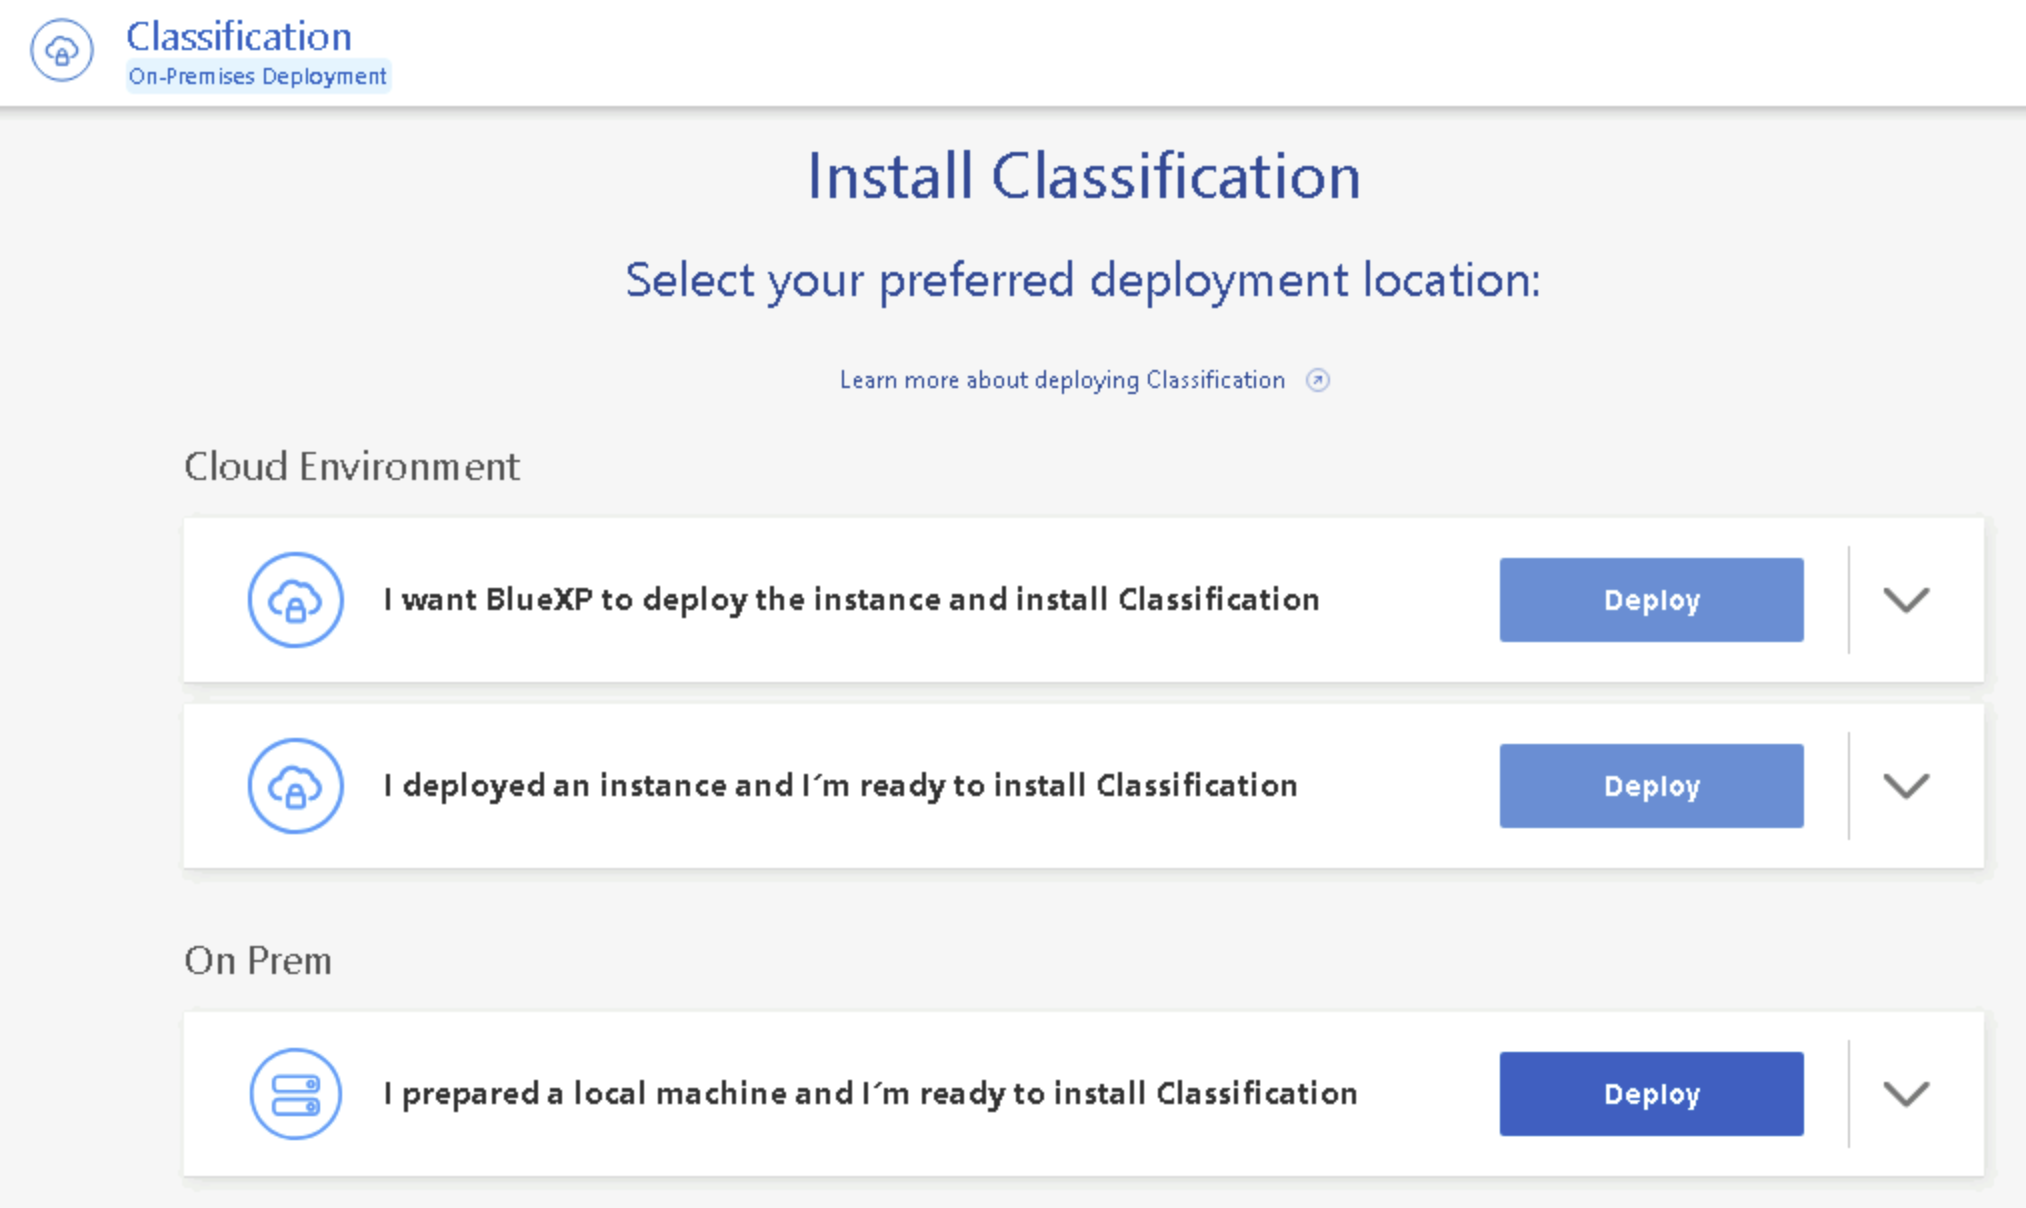 Classification
On-Premises Deployment
Install Classification
Select your preferred deployment location:
Learn more about deploying Classification
Cloud Environment
I want BlueXP to deploy the instance and install Classification
Deploy
I deployed an instance and I´m ready to install Classification
Deploy
On Prem
I prepared a local machine and I´m ready to install Classification
Deploy